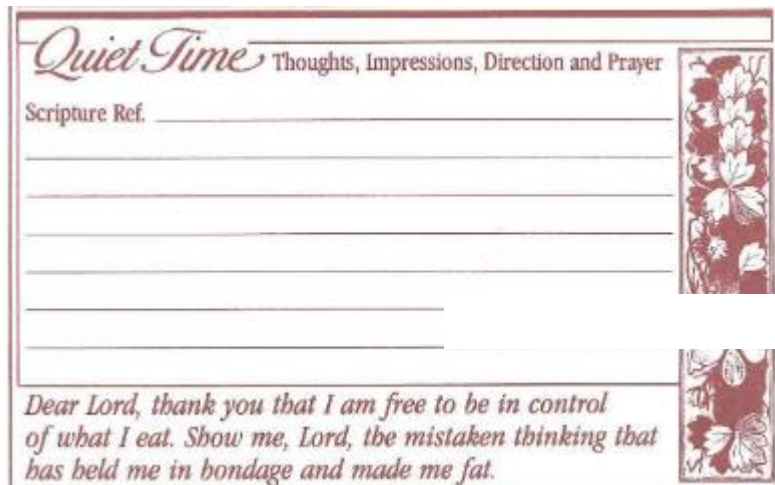 Quiet Time Thoughts, Impressions, Direction and Prayer
Scripture Ref.
Dear Lord, thank you that I am free to be in control
of what I eat. Show me, Lord, the mistaken thinking that
has held me in bondage and made me fat.